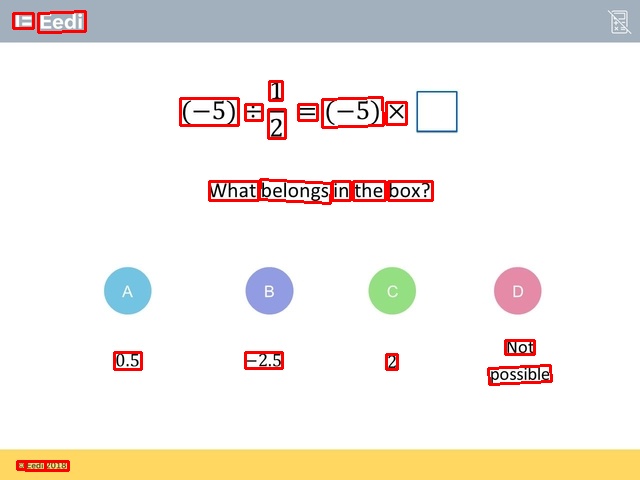 Eedi
(−5) ÷ 1/2 ≡ (−5) ×
What belongs in the box?
A B C D
0.5 −2.5 2 Not possible
× Eedi 2018